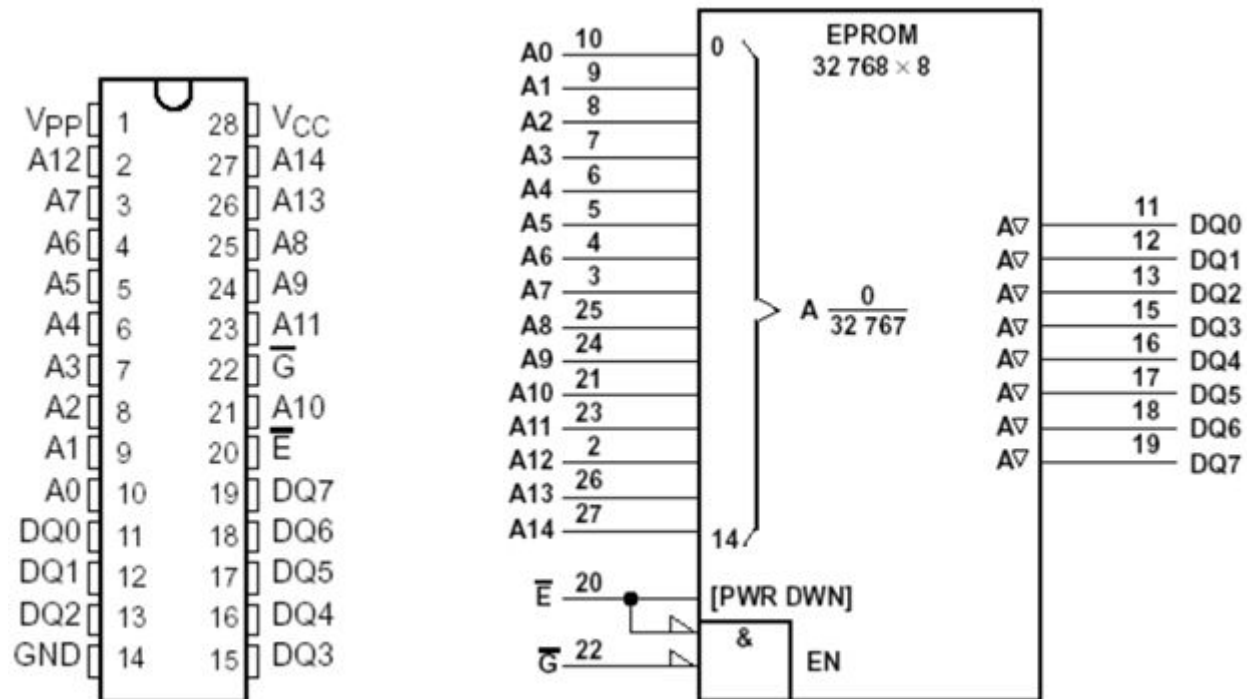 VPP 1 28 VCC
A12 2 27 A14
A7 3 26 A13
A6 4 25 A8
A5 5 24 A9
A4 6 23 A11
A3 7 22 G̅
A2 8 21 A10
A1 9 20 E̅
A0 10 19 DQ7
DQ0 11 18 DQ6
DQ1 12 17 DQ5
DQ2 13 16 DQ4
GND 14 15 DQ3
EPROM
32 768 × 8
A0 10 0
A1 9
A2 8
A3 7
A4 6
A5 5
A6 4
A7 3
A8 25
A9 24
A10 21
A11 23
A12 2
A13 26
A14 27 14
A 0
32 767
A▽ 11 DQ0
A▽ 12 DQ1
A▽ 13 DQ2
A▽ 15 DQ3
A▽ 16 DQ4
A▽ 17 DQ5
A▽ 18 DQ6
A▽ 19 DQ7
E̅ 20 [PWR DWN]
&
G̅ 22 EN